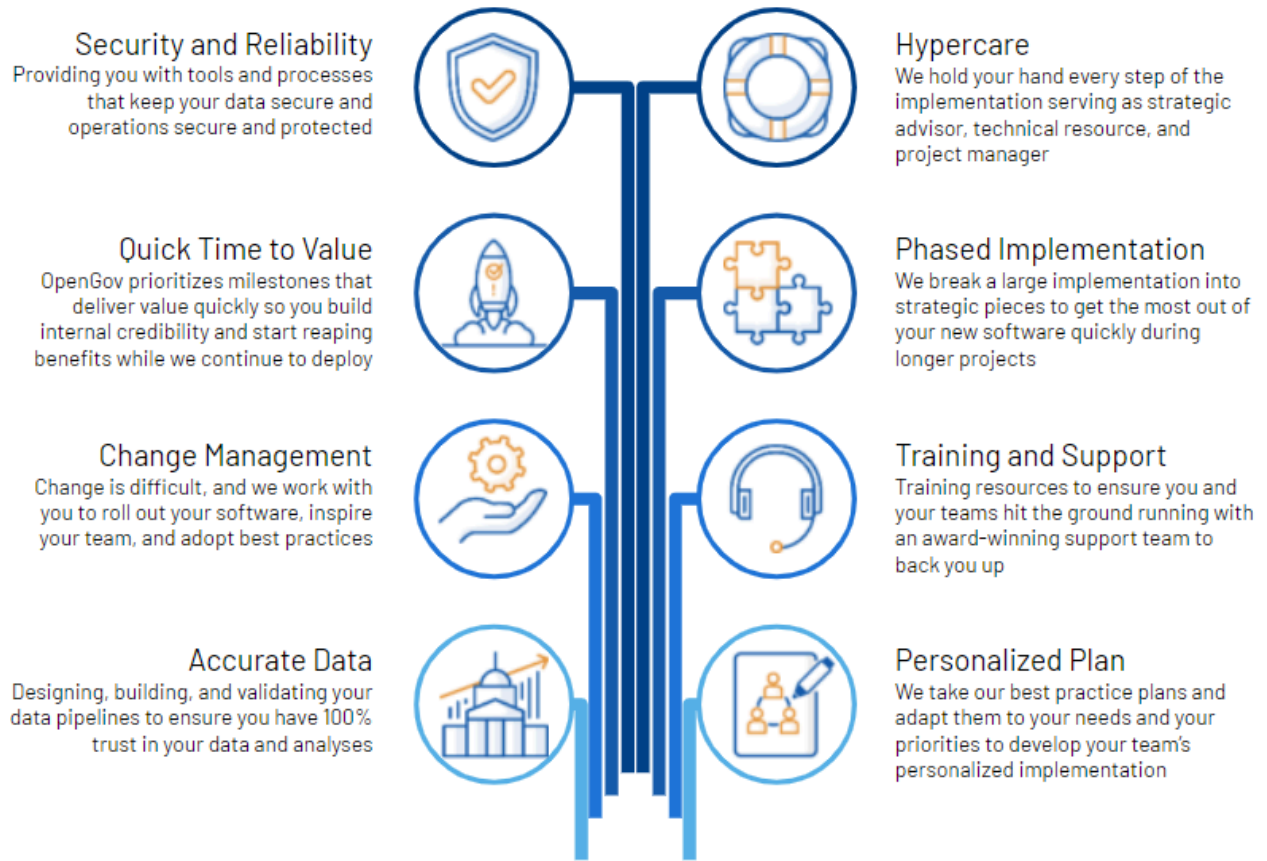 Security and Reliability
Providing you with tools and processes
that keep your data secure and
operations secure and protected
Hypercare
We hold your hand every step of the
implementation serving as strategic
advisor, technical resource, and
project manager
Quick Time to Value
OpenGov prioritizes milestones that
deliver value quickly so you build
internal credibility and start reaping
benefits while we continue to deploy
Phased Implementation
We break a large implementation into
strategic pieces to get the most out of
your new software quickly during
longer projects
Change Management
Change is difficult, and we work with
you to roll out your software, inspire
your team, and adopt best practices
Training and Support
Training resources to ensure you and
your teams hit the ground running with
an award-winning support team to
back you up
Accurate Data
Designing, building, and validating your
data pipelines to ensure you have 100%
trust in your data and analyses
Personalized Plan
We take our best practice plans and
adapt them to your needs and your
priorities to develop your team's
personalized implementation